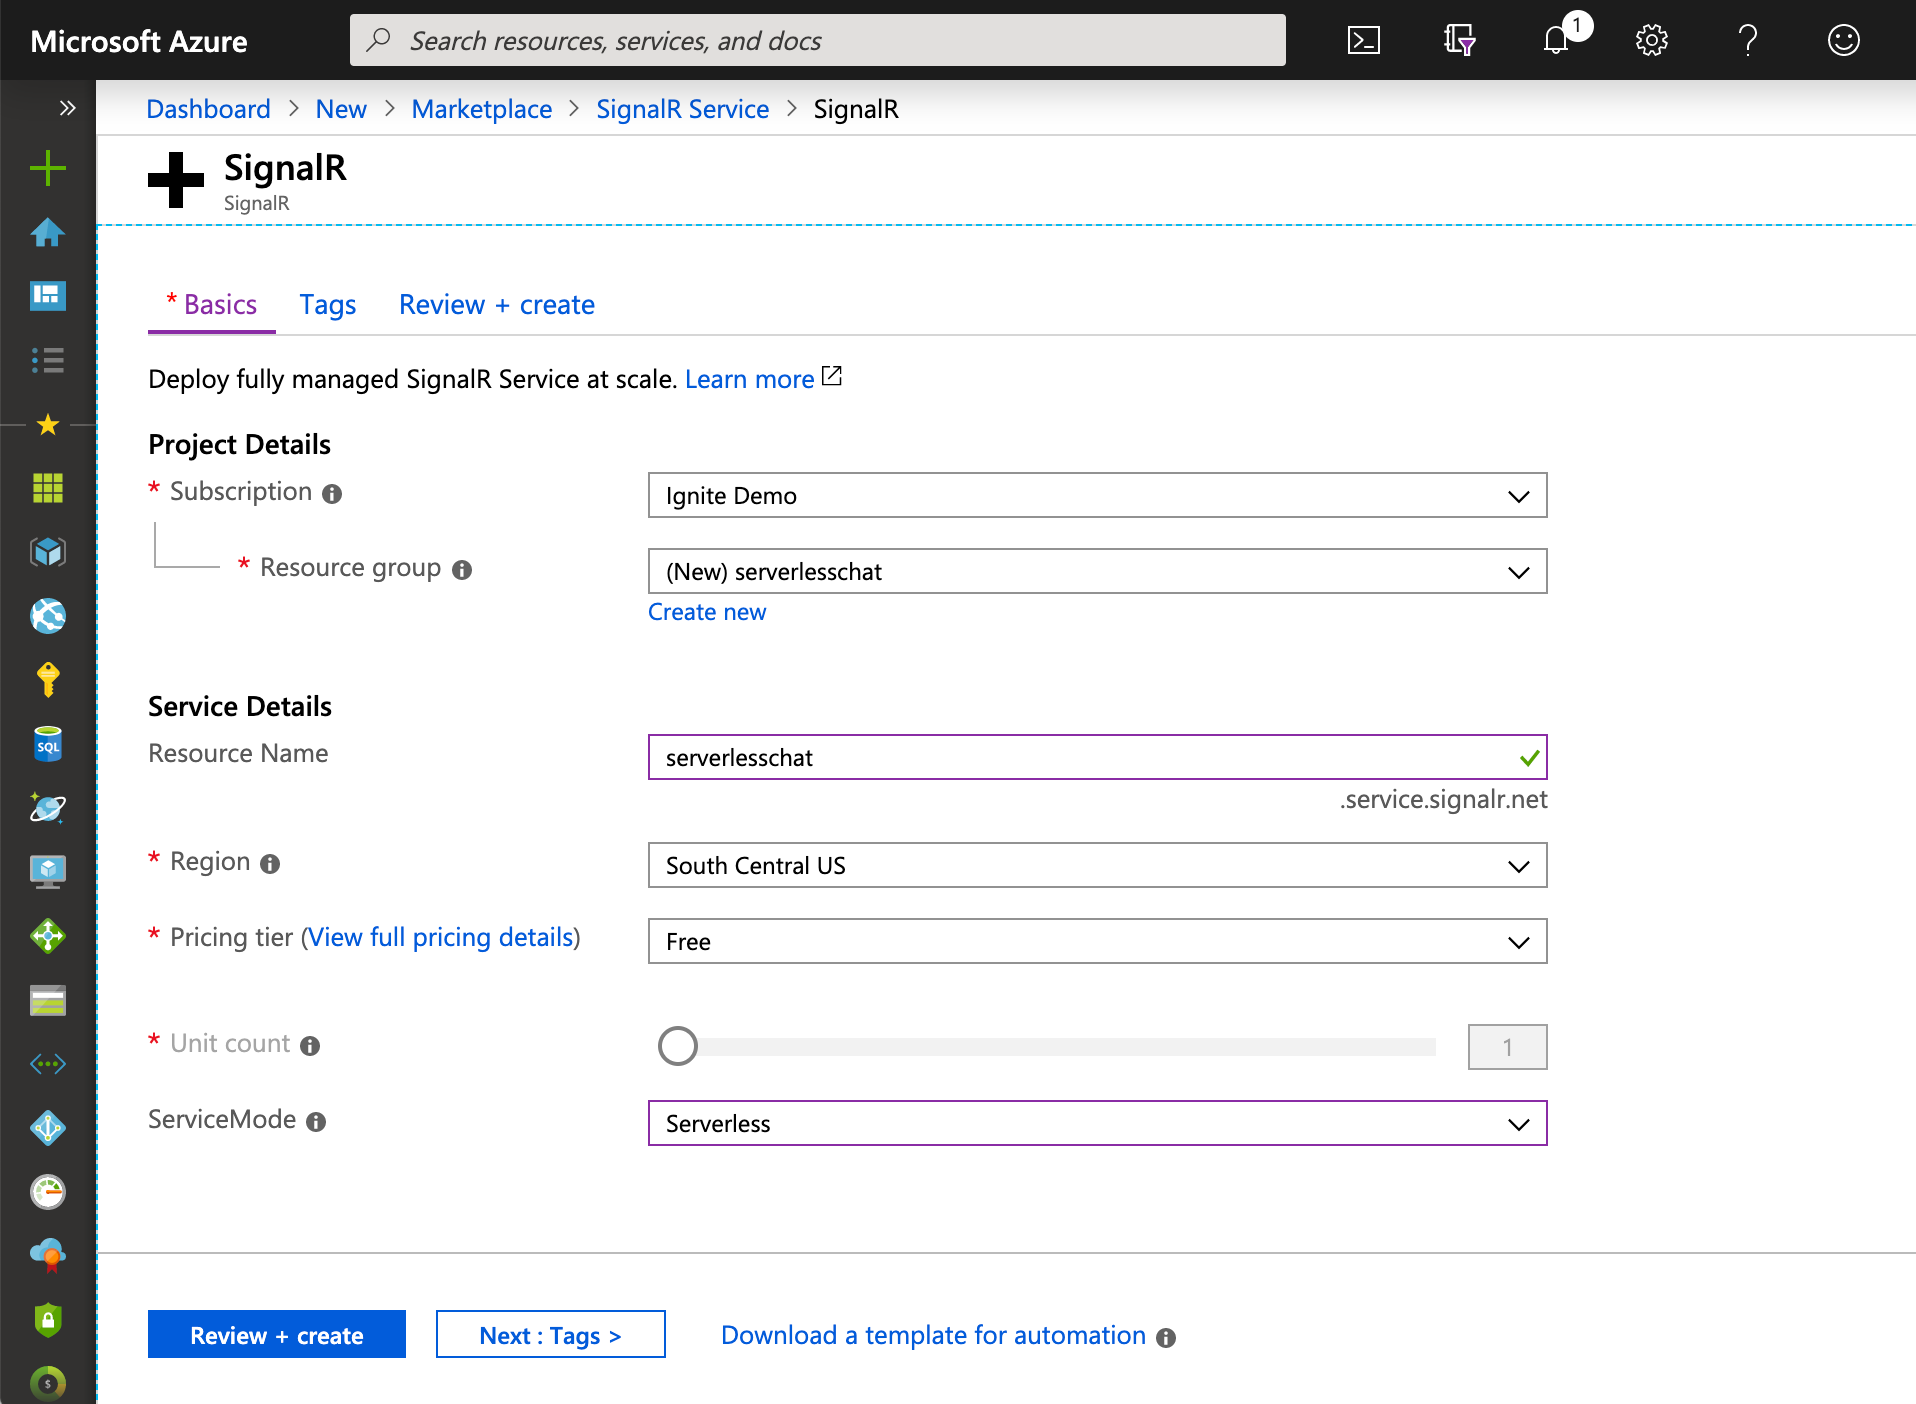 Microsoft Azure
Search resources, services, and docs
1
Dashboard > New > Marketplace > SignalR Service > SignalR
SignalR
SignalR
* Basics
Tags
Review + create
Deploy fully managed SignalR Service at scale. Learn more
Project Details
* Subscription
Ignite Demo
* Resource group
(New) serverlesschat
Create new
Service Details
Resource Name
serverlesschat
.service.signalr.net
* Region
South Central US
* Pricing tier (View full pricing details)
Free
* Unit count
1
ServiceMode
Serverless
Review + create
Next : Tags >
Download a template for automation
SQL
$